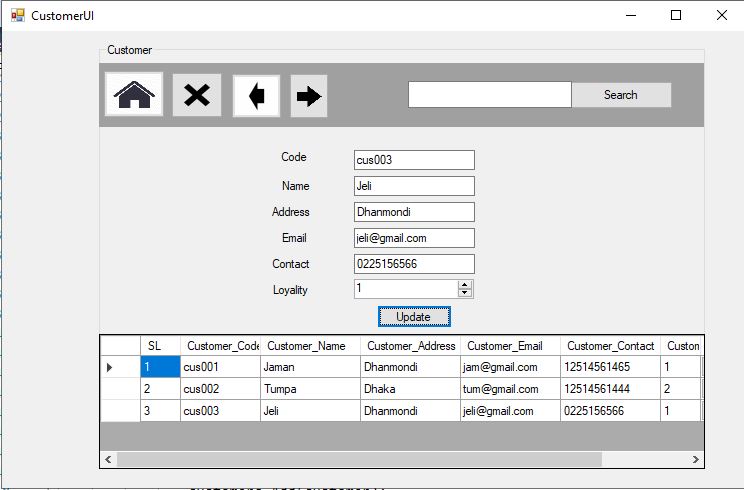 CustomerUI
Customer
Search
Code cus003
Name Jeli
Address Dhanmondi
Email jeli@gmail.com
Contact 0225156566
Loyality 1
Update
SL Customer_Code Customer_Name Customer_Address Customer_Email Customer_Contact Custom
1 cus001 Jaman Dhanmondi jam@gmail.com 12514561465 1
2 cus002 Tumpa Dhaka tum@gmail.com 12514561444 2
3 cus003 Jeli Dhanmondi jeli@gmail.com 0225156566 1